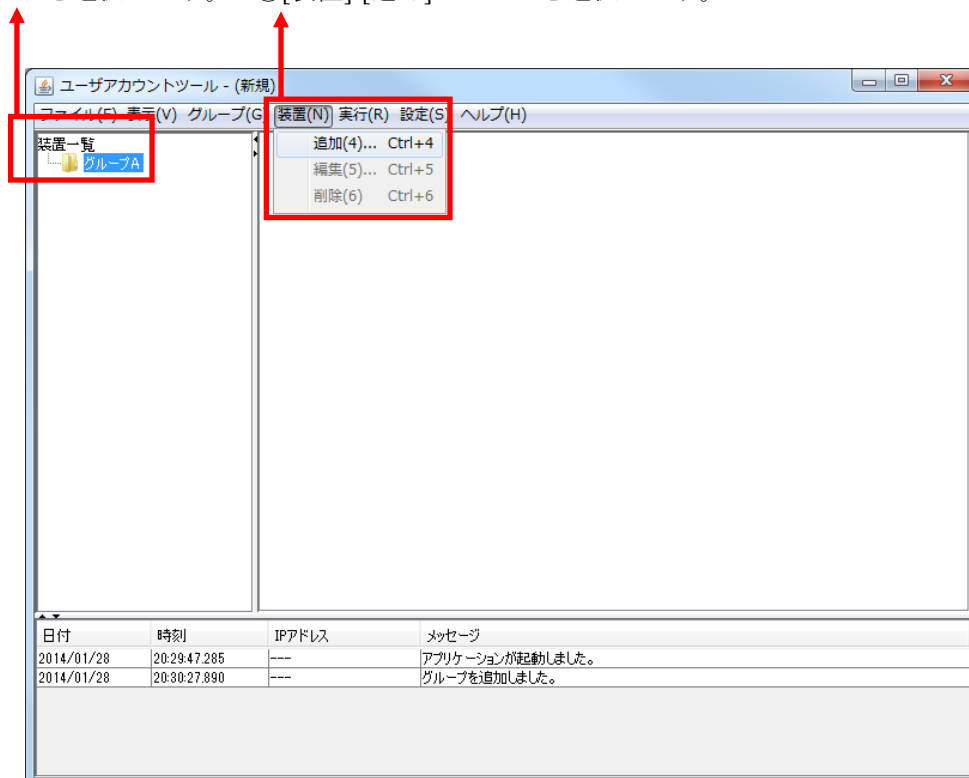 ユーザアカウントツール - (新規)
ファイル(F) 表示(V) グループ(G) 装置(N) 実行(R) 設定(S) ヘルプ(H)
装置一覧
グループA
追加(4)... Ctrl+4
編集(5)... Ctrl+5
削除(6) Ctrl+6
日付 時刻 IPアドレス メッセージ
2014/01/28 20:29:47.285 --- アプリケーションが起動しました。
2014/01/28 20:30:27.890 --- グループを追加しました。